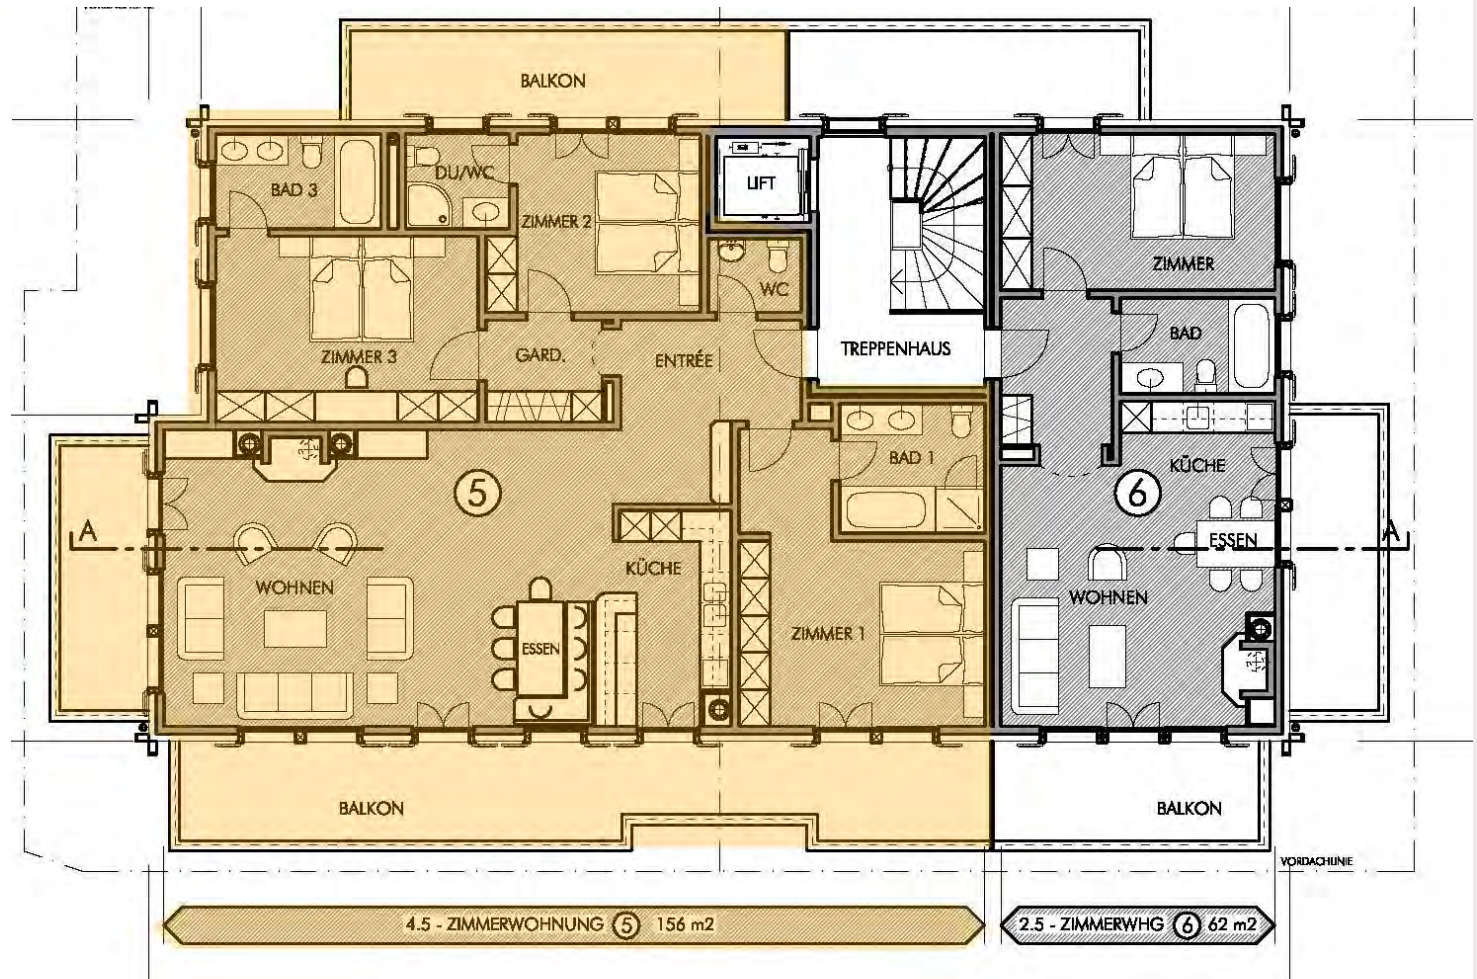 VORDACHLINIE
BALKON
BAD 3
DU/WC
ZIMMER 2
LIFT
WC
ZIMMER
ZIMMER 3
GARD.
ENTRÉE
TREPPENHAUS
BAD
5
BAD 1
KÜCHE
6
A
A
ESSEN
WOHNEN
KÜCHE
WOHNEN
ESSEN
ZIMMER 1
BALKON
BALKON
VORDACHLINIE
4.5 - ZIMMERWOHNUNG 5 156 m2
2.5 - ZIMMERWHG 6 62 m2